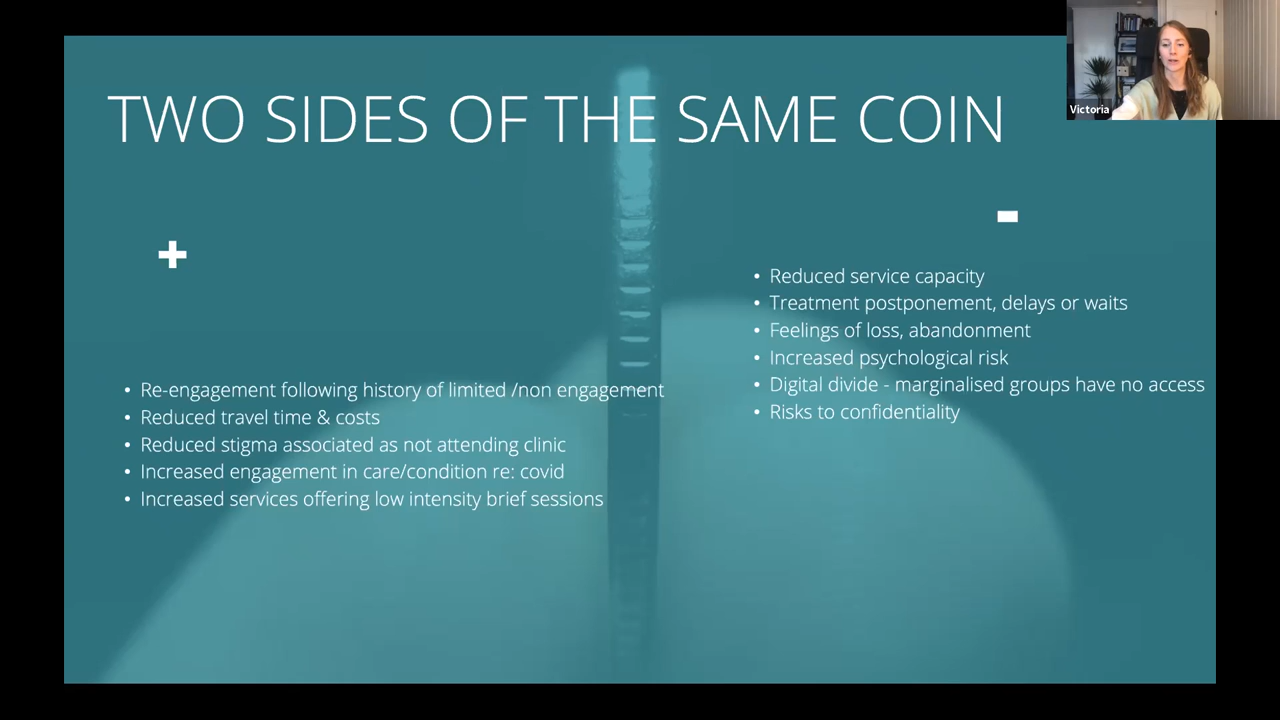 TWO SIDES OF THE SAME COIN
Victoria
+
• Re-engagement following history of limited /non engagement
• Reduced travel time & costs
• Reduced stigma associated as not attending clinic
• Increased engagement in care/condition re: covid
• Increased services offering low intensity brief sessions
-
• Reduced service capacity
• Treatment postponement, delays or waits
• Feelings of loss, abandonment
• Increased psychological risk
• Digital divide - marginalised groups have no access
• Risks to confidentiality